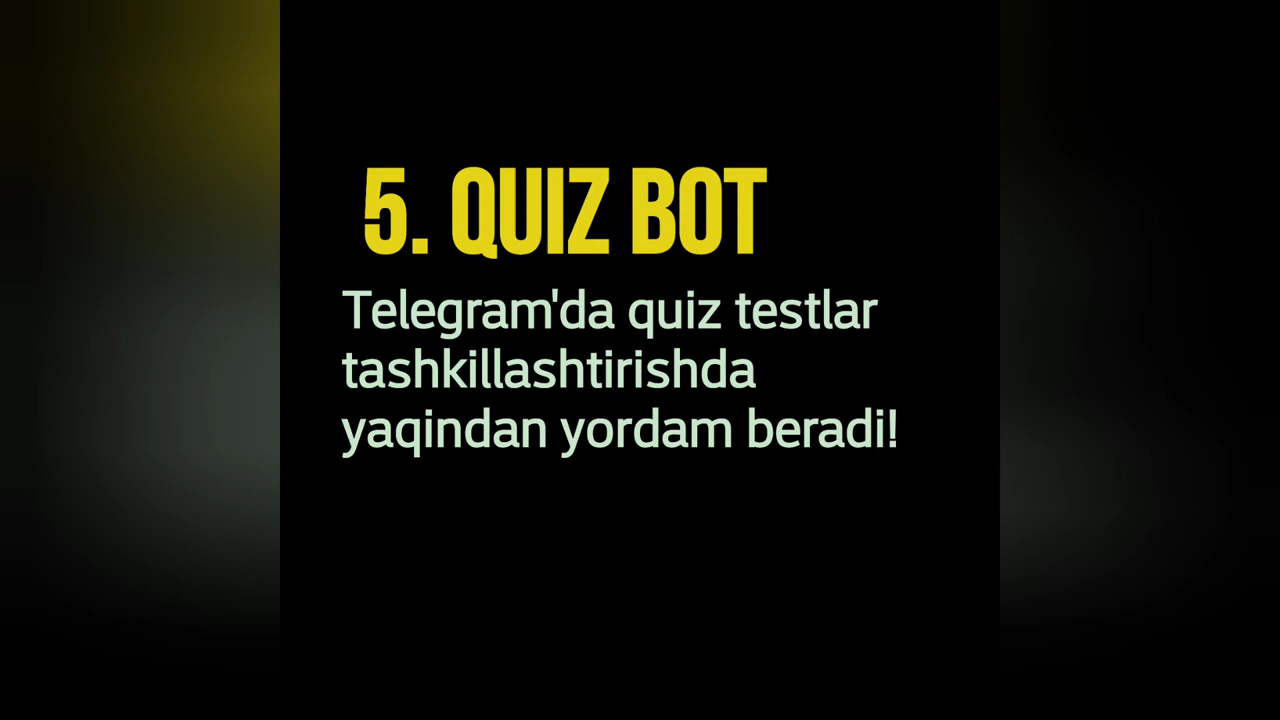 5. QUIZ BOT
Telegram'da quiz testlar
tashkillashtirishda
yaqindan yordam beradi!